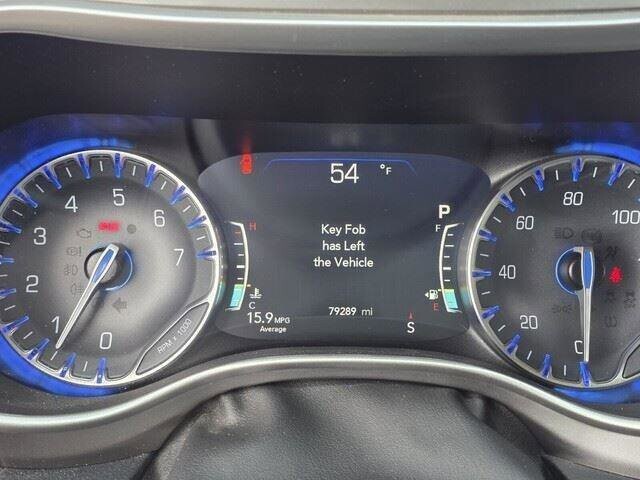 54 °F
P
Key Fob
has Left
the Vehicle
H
C
F
E
15.9 MPG
Average
79289 mi
S
0
1
2
3
4
5
6
7
RPM x 1000
20
40
60
80
100